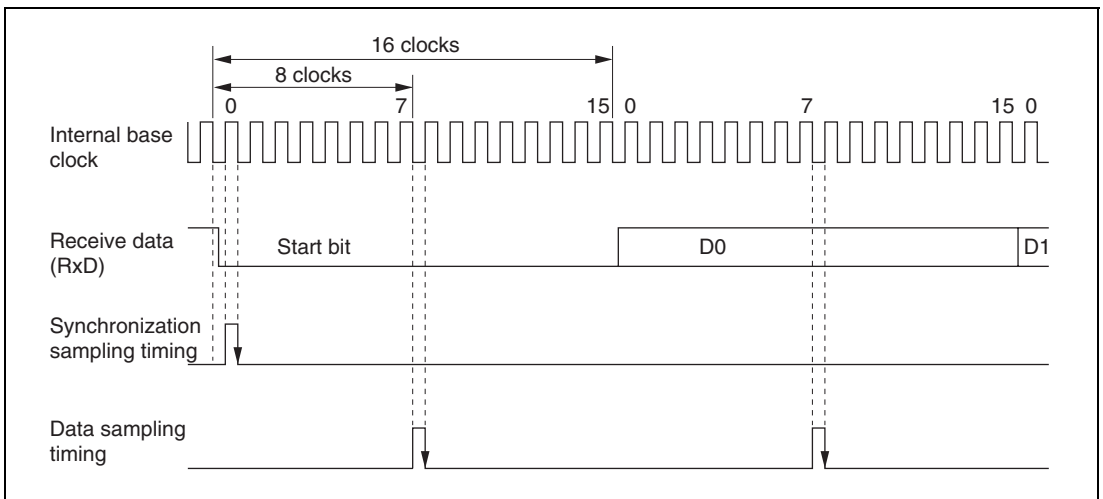 16 clocks
8 clocks
0 7 15 0 7 15 0
Internal base
clock
Receive data
(RxD)
Start bit D0 D1
Synchronization
sampling timing
Data sampling
timing